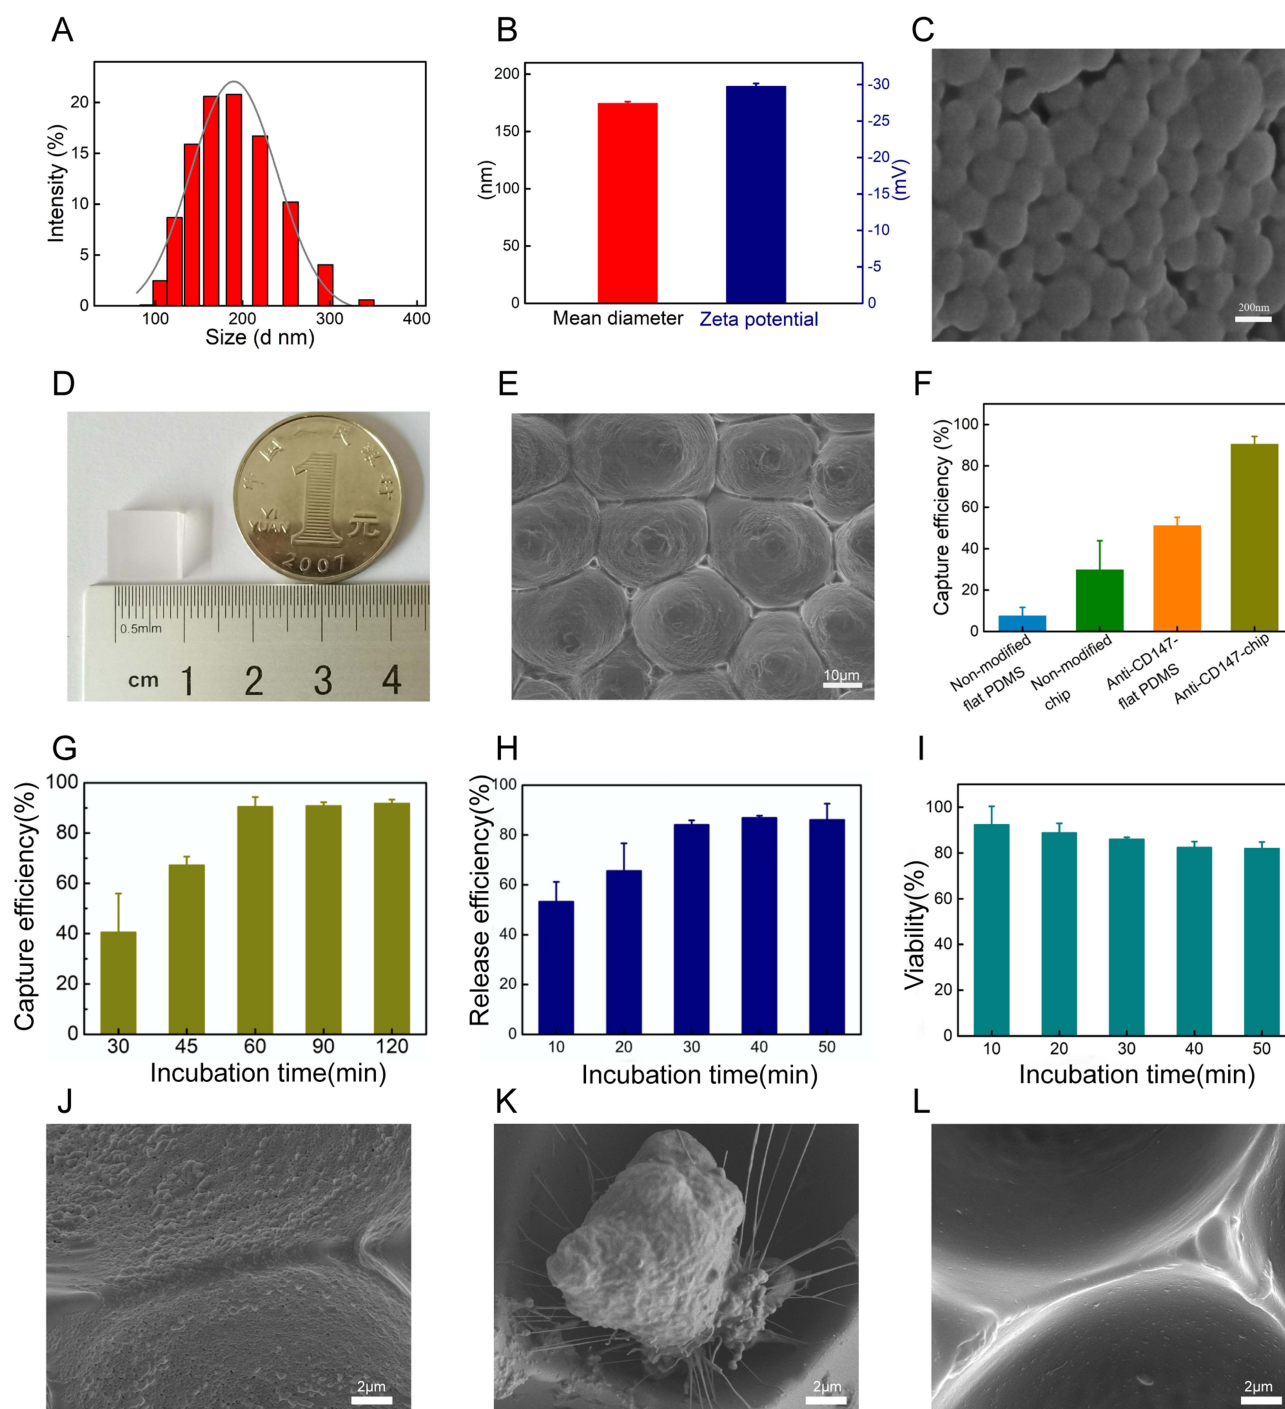 A
Intensity (%)
20
15
10
5
0
100
200
300
400
Size (d nm)
B
(nm)
200
150
100
50
0
-30
-25
-20
-15
-10
-5
0
(mV)
Mean diameter
Zeta potential
C
200nm
D
YI
YUAN
1
元
2007
0.5mm
cm 1 2 3 4
E
10μm
F
Capture efficiency (%)
100
80
60
40
20
0
Non-modified
flat PDMS
Non-modified
chip
Anti-CD147-
flat PDMS
Anti-CD147-chip
G
Capture efficiency(%)
100
80
60
40
20
0
30
45
60
90
120
Incubation time(min)
H
Release efficiency(%)
100
80
60
40
20
0
10
20
30
40
50
Incubation time(min)
I
Viability(%)
100
80
60
40
20
0
10
20
30
40
50
Incubation time(min)
J
2μm
K
2μm
L
2μm